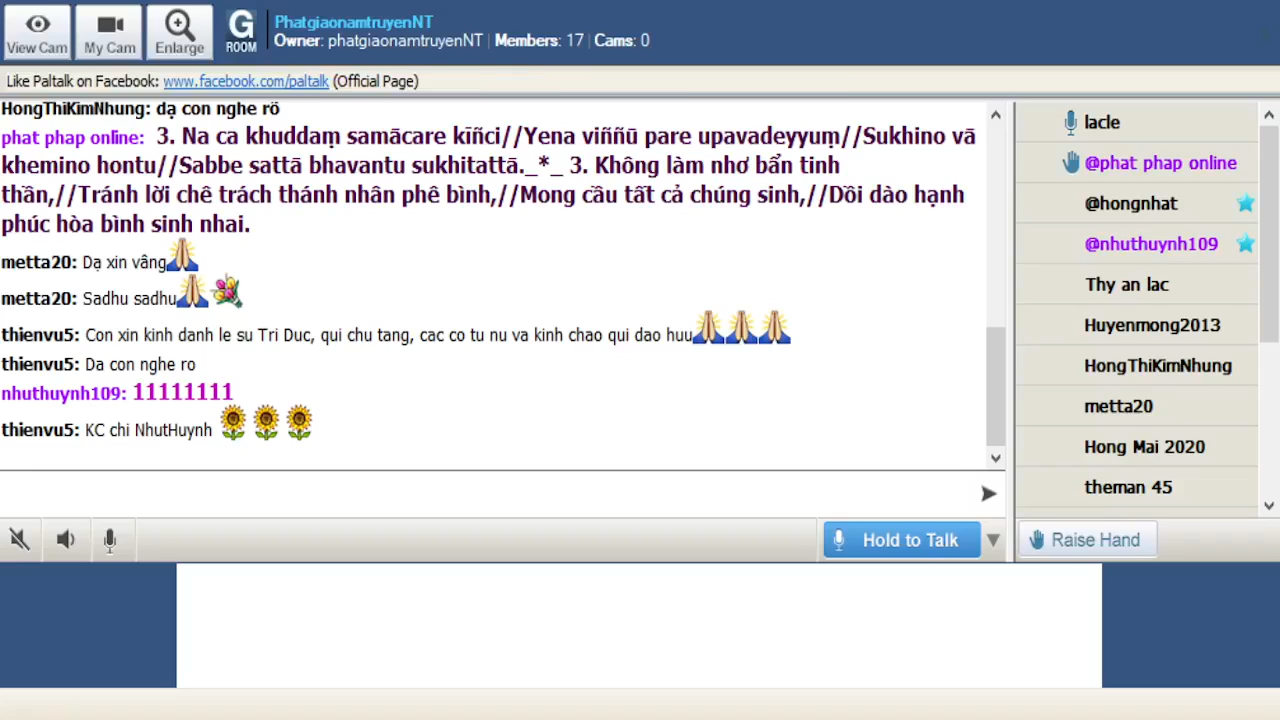 View Cam
My Cam
Enlarge
G
ROOM
PhatgiaonamtruyenNT
Owner: phatgiaonamtruyenNT | Members: 17 | Cams: 0
Like Paltalk on Facebook: www.facebook.com/paltalk (Official Page)
HongThiKimNhung: dạ con nghe rõ
phat phap online: 3. Na ca khuddaṃ samācare kīñci//Yena viññū pare upavadeyyuṃ//Sukhino vā
khemino hontu//Sabbe sattā bhavantu sukhitattā._*_ 3. Không làm nhơ bẩn tinh
thần,//Tránh lời chê trách thánh nhân phê bình,//Mong cầu tất cả chúng sinh,//Dồi dào hạnh
phúc hòa bình sinh nhai.
metta20: Dạ xin vâng
metta20: Sadhu sadhu
thienvu5: Con xin kinh danh le su Tri Duc, qui chu tang, cac co tu nu va kinh chao qui dao huu
thienvu5: Da con nghe ro
nhuthuynh109: 11111111
thienvu5: KC chi NhutHuynh
lacle
@phat phap online
@hongnhat
@nhuthuynh109
Thy an lac
Huyenmong2013
HongThiKimNhung
metta20
Hong Mai 2020
theman 45
Hold to Talk
Raise Hand